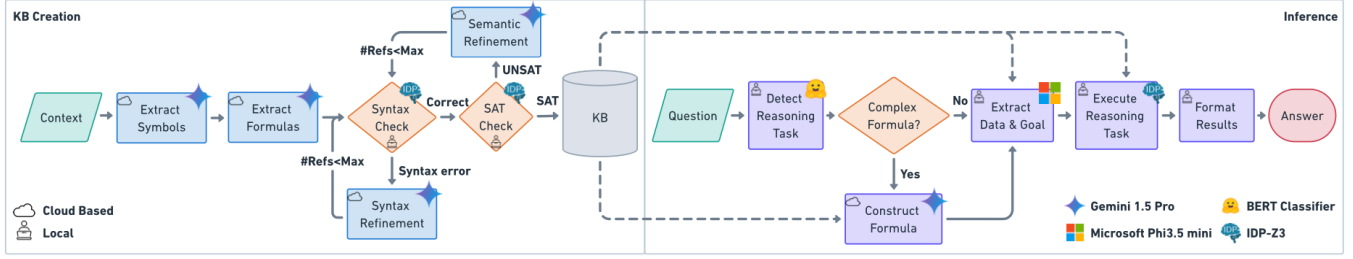 KB Creation
Context
Extract
Symbols
Extract
Formulas
#Refs<Max
Semantic
Refinement
#Refs<Max
UNSAT
IDP
Syntax
Check
Correct
IDP
SAT
Check
SAT
Syntax error
Syntax
Refinement
KB
Cloud Based
Local
Inference
Question
Detect
Reasoning
Task
Complex
Formula?
No
Yes
Construct
Formula
Extract
Data & Goal
IDP
Execute
Reasoning
Task
Format
Results
Answer
Gemini 1.5 Pro
BERT Classifier
Microsoft Phi3.5 mini
IDP
IDP-Z3